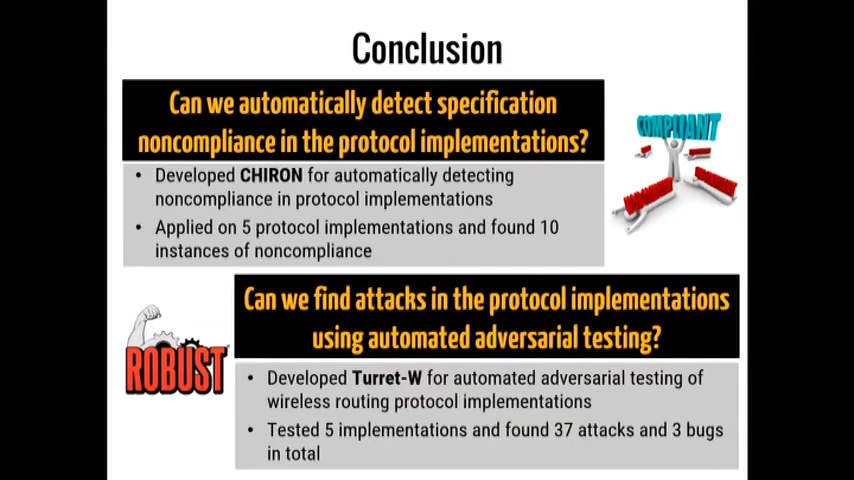 Conclusion
Can we automatically detect specification
noncompliance in the protocol implementations?
• Developed CHIRON for automatically detecting
noncompliance in protocol implementations
• Applied on 5 protocol implementations and found 10
instances of noncompliance
COMPLIANT
Can we find attacks in the protocol implementations
using automated adversarial testing?
ROBUST
• Developed Turret-W for automated adversarial testing of
wireless routing protocol implementations
• Tested 5 implementations and found 37 attacks and 3 bugs
in total